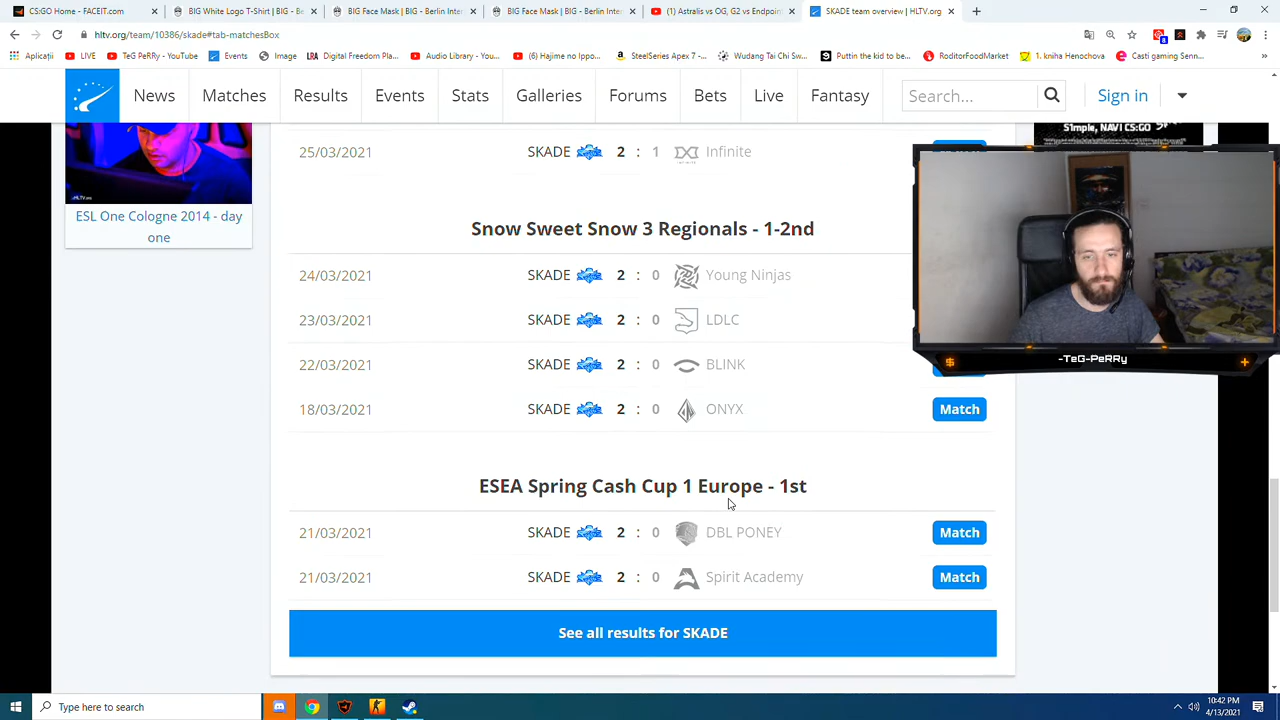 CS:GO Home - FACEIT.com
BIG White Logo T-Shirt | BIG - Be
BIG Face Mask | BIG - Berlin Inter
BIG Face Mask | BIG - Berlin Inter
(1) Astralis vs OG, G2 vs Endpoin
SKADE team overview | HLTV.org
hltv.org/team/10386/skade#tab-matchesBox
Aplicații
LIVE
TeG PeRRy - YouTube
Events
Image
Digital Freedom Pla...
Audio Library - You...
(6) Hajime no Ippo...
SteelSeries Apex 7 -...
Wudang Tai Chi Sw...
Puttin the kid to be...
RoditorFoodMarket
1. kniha Henochova
Casti gaming Senn...
News
Matches
Results
Events
Stats
Galleries
Forums
Bets
Live
Fantasy
Search...
Sign in
S1mple, NAVI CS:GO
25/03/2021 SKADE 2 : 1 Infinite
ESL One Cologne 2014 - day
one
Snow Sweet Snow 3 Regionals - 1-2nd
24/03/2021 SKADE 2 : 0 Young Ninjas
23/03/2021 SKADE 2 : 0 LDLC
22/03/2021 SKADE 2 : 0 BLINK
18/03/2021 SKADE 2 : 0 ONYX Match
-TeG-PeRRy
ESEA Spring Cash Cup 1 Europe - 1st
21/03/2021 SKADE 2 : 0 DBL PONEY Match
21/03/2021 SKADE 2 : 0 Spirit Academy Match
See all results for SKADE
Type here to search
10:42 PM
4/13/2021